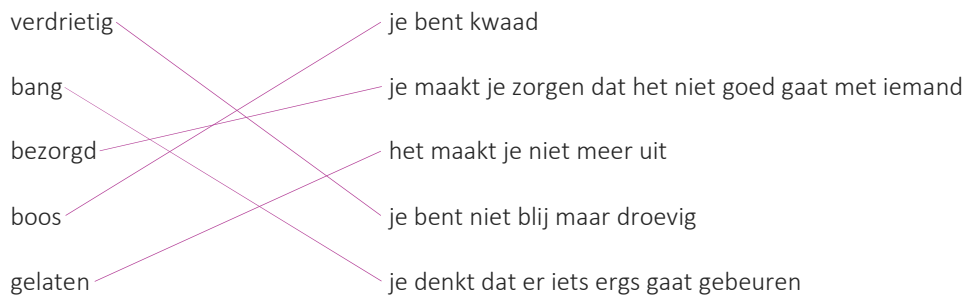 verdrietig je bent kwaad
bang je maakt je zorgen dat het niet goed gaat met iemand
bezorgd het maakt je niet meer uit
boos je bent niet blij maar droevig
gelaten je denkt dat er iets ergs gaat gebeuren